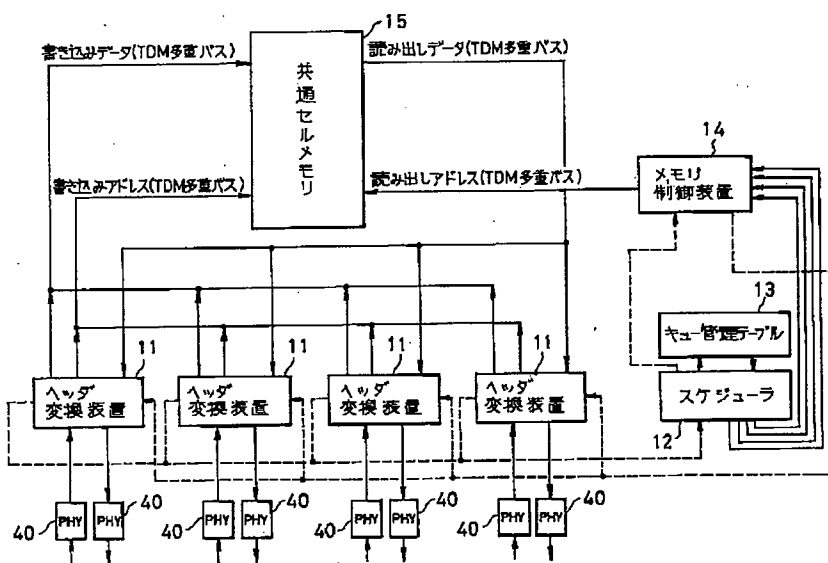 15
書き込みデータ(TDM多重バス)
読み出しデータ(TDM多重バス)
共通セルメモリ
14
書き込みアドレス(TDM多重バス)
読み出しアドレス(TDM多重バス)
メモリ
制御装置
13
キュー管理テーブル
11
11
11
11
ヘッダ
変換装置
ヘッダ
変換装置
ヘッダ
変換装置
ヘッダ
変換装置
スケジューラ
12
40
PHY
PHY
40
40
PHY
PHY
40
40
PHY
PHY
40
40
PHY
PHY
40